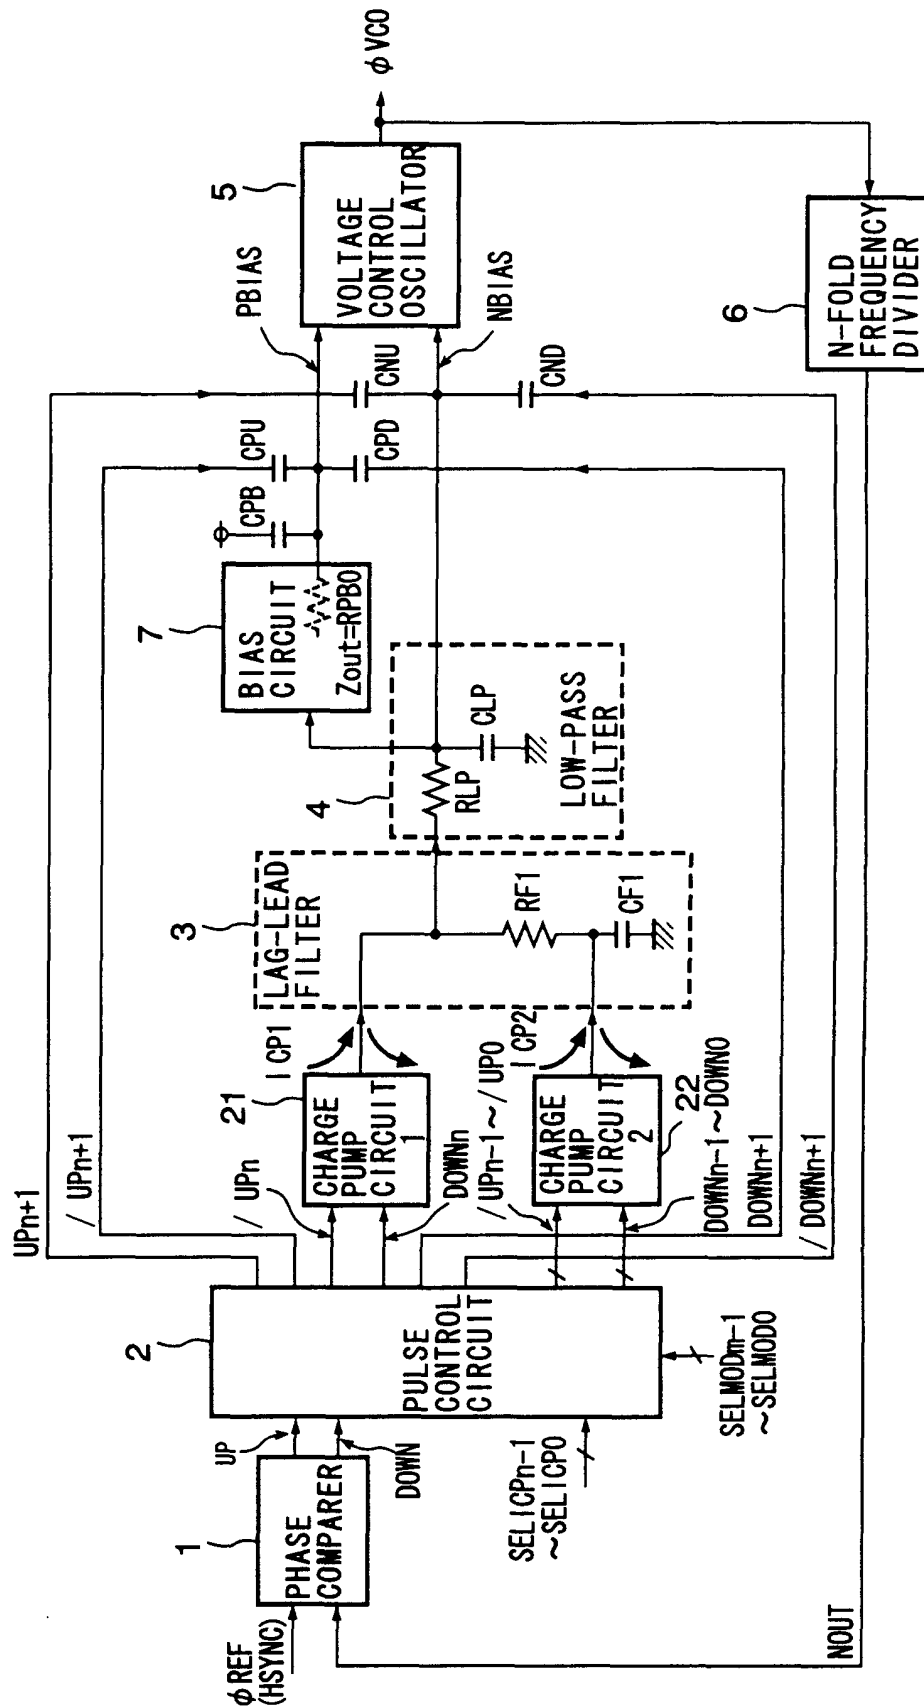 φREF
(HSYNC)
NOUT
1
PHASE
COMPARER
UP
DOWN
2
PULSE
CONTROL
CIRCUIT
SELICPn-1
~SELICP0
SELMODm-1
~SELMOD0
UPn+1
/UPn+1
/UPn
DOWNn
/UPn-1~/UP0
DOWNn-1~DOWN0
DOWNn+1
/DOWNn+1
21
CHARGE
PUMP
CIRCUIT
1
22
CHARGE
PUMP
CIRCUIT
2
ICP1
ICP2
3
LAG-LEAD
FILTER
RF1
CF1
4
RLP
CLP
LOW-PASS
FILTER
7
BIAS
CIRCUIT
Zout=RPB0
CPB
CPU
CPD
CNU
CND
PBIAS
NBIAS
5
VOLTAGE
CONTROL
OSCILLATOR
φVCO
6
N-FOLD
FREQUENCY
DIVIDER